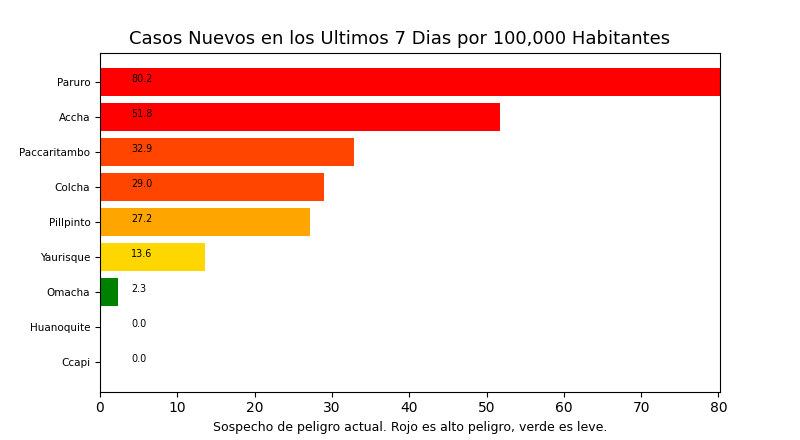 Casos Nuevos en los Ultimos 7 Dias por 100,000 Habitantes
Paruro 80.2
Accha 51.8
Paccaritambo 32.9
Colcha 29.0
Pillpinto 27.2
Yaurisque 13.6
Omacha 2.3
Huanoquite 0.0
Ccapi 0.0
0 10 20 30 40 50 60 70 80
Sospecho de peligro actual. Rojo es alto peligro, verde es leve.